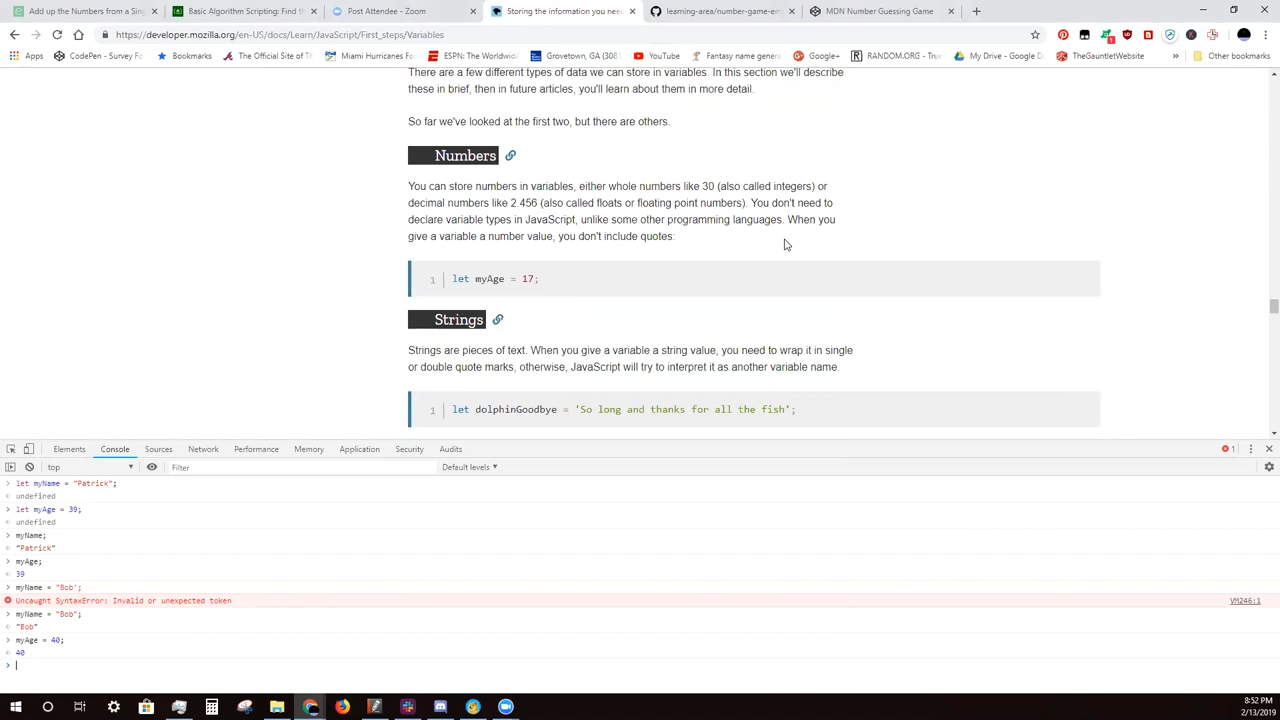 Add up the Numbers from a Sin
Basic Algorithm Scripting: Find th
Post Attendee - Zoom
Storing the information you nee
learning-area/number-game-err
MDN Number Guessing Game
https://developer.mozilla.org/en-US/docs/Learn/JavaScript/First_steps/Variables
Apps
CodePen - Survey Fo
Bookmarks
The Official Site of T
Miami Hurricanes Fo
ESPN: The Worldwid
Grovetown, GA (308
YouTube
Fantasy name gener
Google+
RANDOM.ORG - Tru
My Drive - Google D
TheGauntletWebsite
»
Other bookmarks
There are a few different types of data we can store in variables. In this section we'll describe
these in brief, then in future articles, you'll learn about them in more detail.
So far we've looked at the first two, but there are others.
Numbers
You can store numbers in variables, either whole numbers like 30 (also called integers) or
decimal numbers like 2.456 (also called floats or floating point numbers). You don't need to
declare variable types in JavaScript, unlike some other programming languages. When you
give a variable a number value, you don't include quotes:
1 let myAge = 17;
Strings
Strings are pieces of text. When you give a variable a string value, you need to wrap it in single
or double quote marks, otherwise, JavaScript will try to interpret it as another variable name.
1 let dolphinGoodbye = 'So long and thanks for all the fish';
Elements Console Sources Network Performance Memory Application Security Audits 1
top Filter Default levels
> let myName = "Patrick";
undefined
> let myAge = 39;
undefined
> myName;
"Patrick"
> myAge;
39
> myName = "Bob';
Uncaught SyntaxError: Invalid or unexpected token VM246:1
> myName = "Bob";
"Bob"
> myAge = 40;
40
>
8:52 PM
2/13/2019